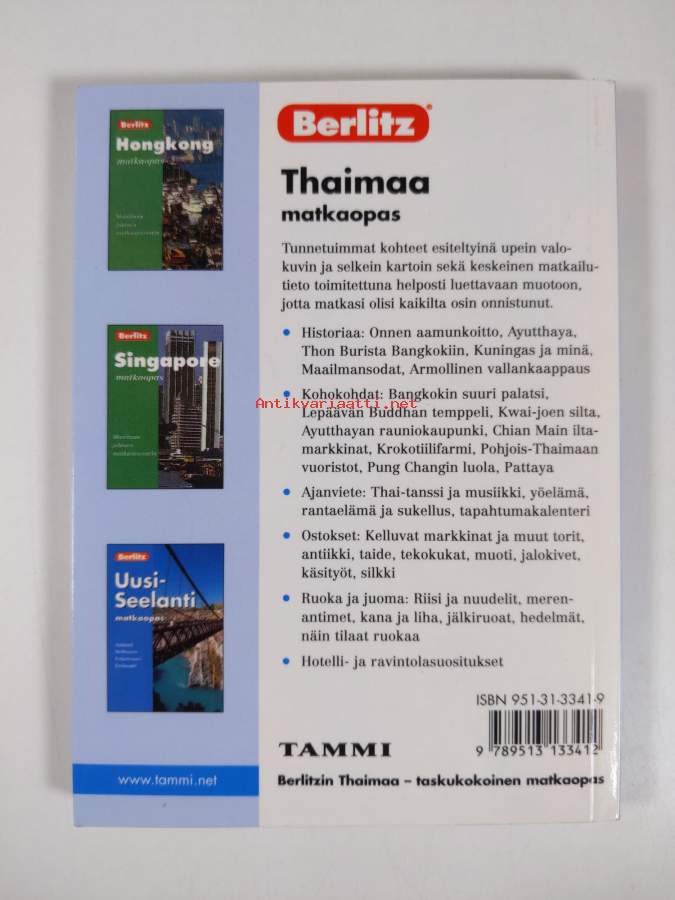 Berlitz
Hongkong
matkaopas
Berlitz
Singapore
matkaopas
Berlitz
Uusi-
Seelanti
matkaopas
www.tammi.net
Berlitz®
Thaimaa
matkaopas
Tunnetuimmat kohteet esiteltyinä upein valo-
kuvin ja selkein kartoin sekä keskeinen matkailu-
tieto toimitettuna helposti luettavaan muotoon,
jotta matkasi olisi kaikilta osin onnistunut.
• Historiaa: Onnen aamunkoitto, Ayutthaya,
Thon Burista Bangkokiin, Kuningas ja minä,
Maailmansodat, Armollinen vallankaappaus
• Kohokohdat: Bangkokin suuri palatsi,
Antikvariaatti.net
Lepäävän Buddhan temppeli, Kwai-joen silta,
Ayutthayan rauniokaupunki, Chian Main ilta-
markkinat, Krokotiilifarmi, Pohjois-Thaimaan
vuoristot, Pung Changin luola, Pattaya
• Ajanviete: Thai-tanssi ja musiikki, yöelämä,
rantaelämä ja sukellus, tapahtumakalenteri
• Ostokset: Kelluvat markkinat ja muut torit,
antiikki, taide, tekokukat, muoti, jalokivet,
käsityöt, silkki
• Ruoka ja juoma: Riisi ja nuudelit, meren-
antimet, kana ja liha, jälkiruoat, hedelmät,
näin tilaat ruokaa
• Hotelli- ja ravintolasuositukset
ISBN 951-31-3341-9
9 789513 133412
TAMMI
Berlitzin Thaimaa – taskukokoinen matkaopas